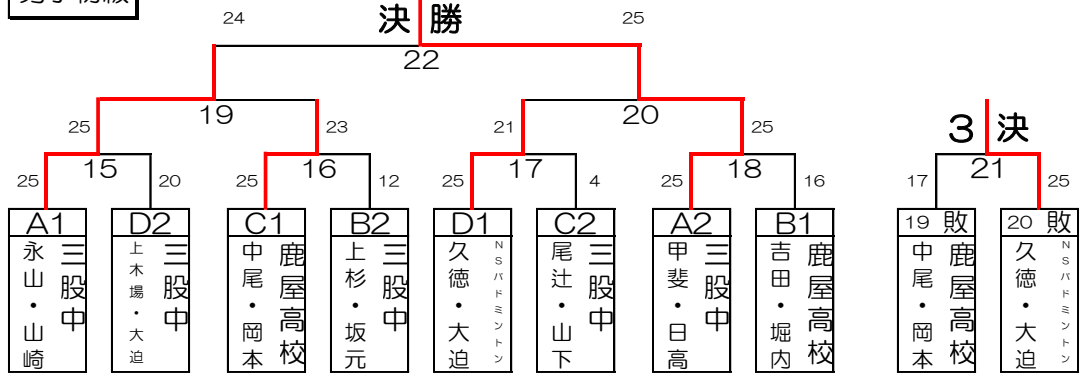 24 決勝 25
22
19 20
25 23 21 25 3決
15 16 17 18 21
25 20 25 12 25 4 25 16 17 25
A1 D2 C1 B2 D1 C2 A2 B1 19敗 20敗
永山・山崎 三股中
上木場・大迫 三股中
中尾・岡本 鹿屋高校
上杉・坂元 三股中
久徳・大迫 NSバドミントン
尾辻・山下 三股中
甲斐・日高 三股中
吉田・堀内 鹿屋高校
中尾・岡本 鹿屋高校
久徳・大迫 NSバドミントン